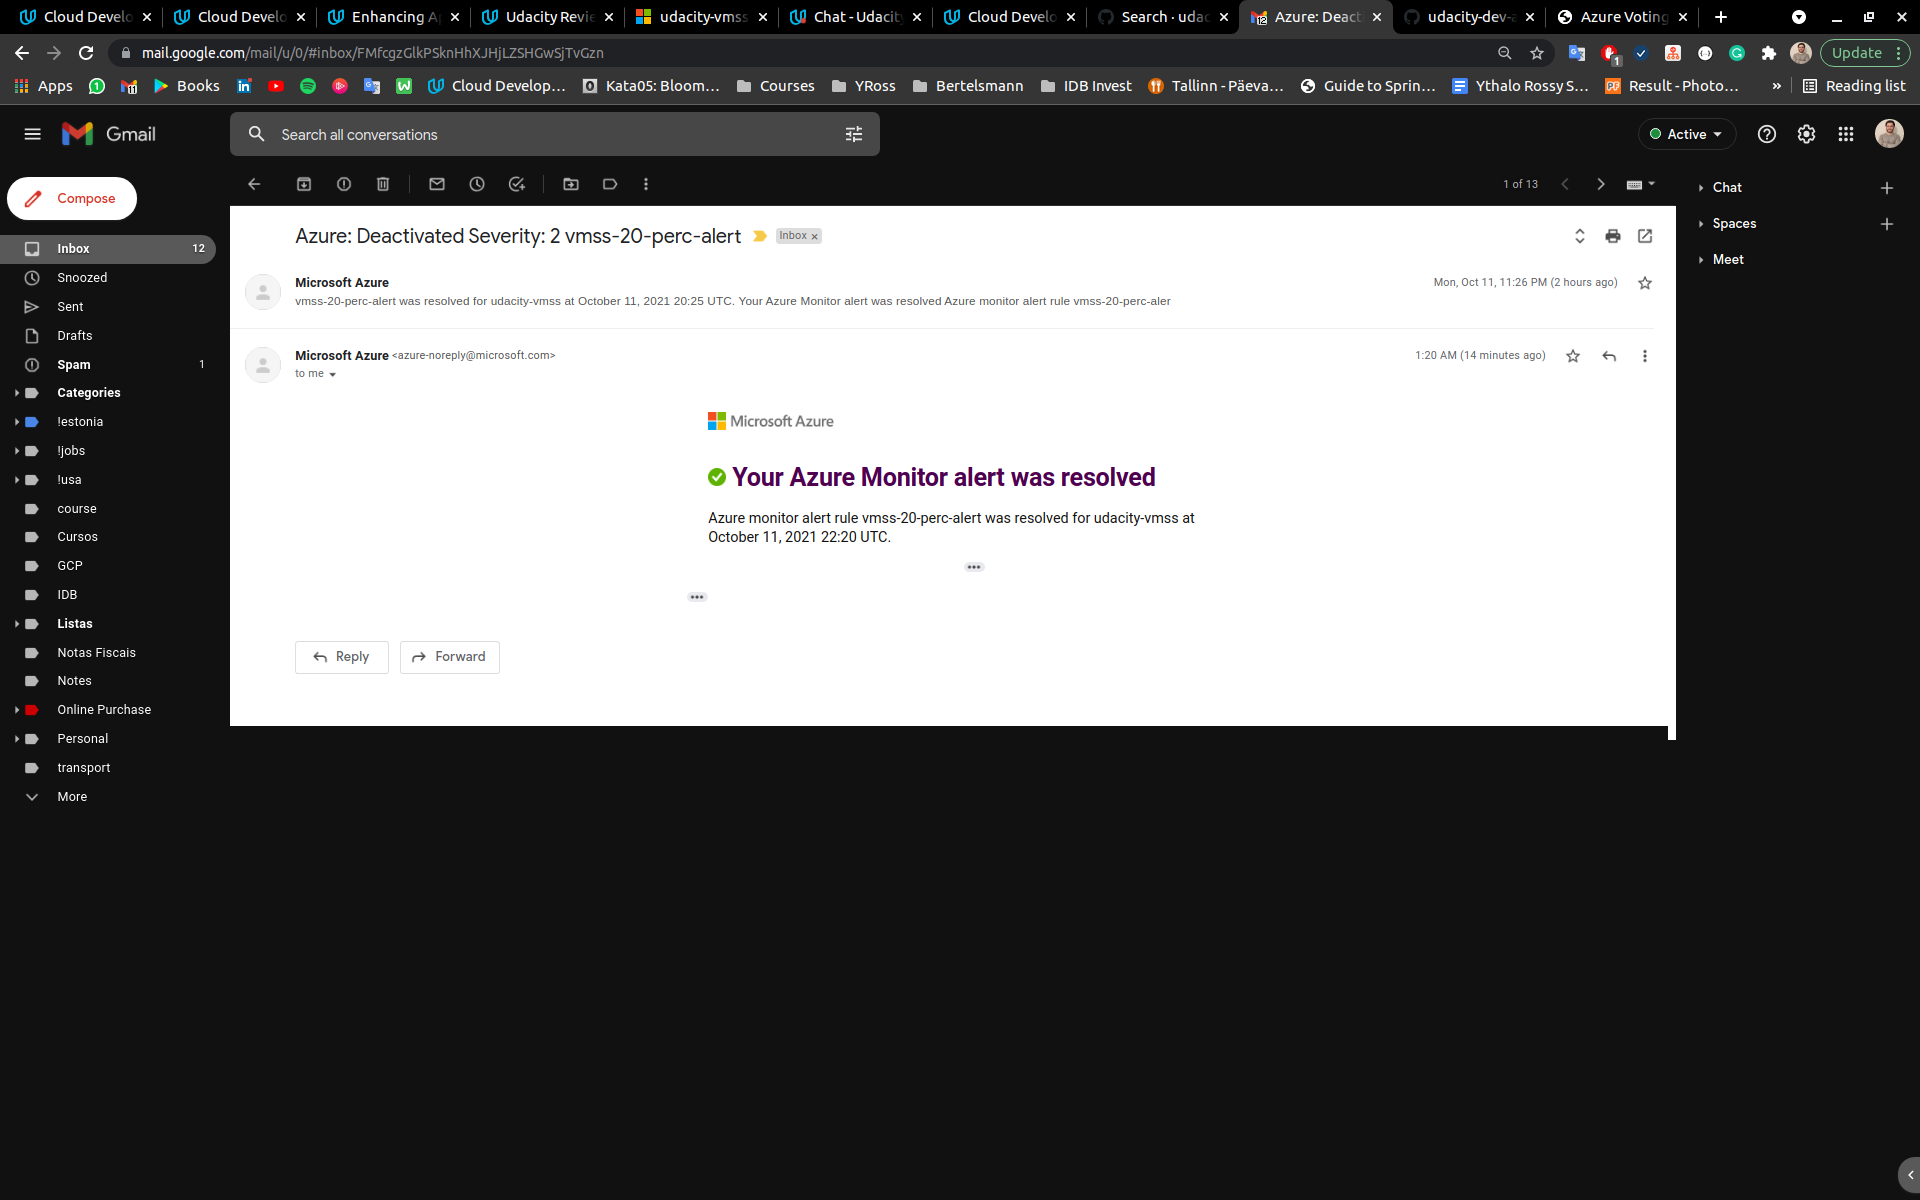 Cloud Develo
Cloud Develo
Enhancing A
Udacity Revie
udacity-vmss
Chat - Udacity
Cloud Develo
Search · udac
Azure: Deact
udacity-dev-a
Azure Voting
mail.google.com/mail/u/0/#inbox/FMfcgzGlkPSknHhXJHjLZSHGwSjTvGzn
1
Update
Apps
1
Books
Cloud Develop...
Kata05: Bloom...
Courses
YRoss
Bertelsmann
IDB Invest
Tallinn - Päeva...
Guide to Sprin...
Ythalo Rossy S...
Result - Photo...
»
Reading list
Gmail
Search all conversations
Active
Compose
1 of 13
Chat
Spaces
Meet
Inbox 12
Snoozed
Sent
Drafts
Spam 1
Categories
!estonia
!jobs
!usa
course
Cursos
GCP
IDB
Listas
Notas Fiscais
Notes
Online Purchase
Personal
transport
More
Azure: Deactivated Severity: 2 vmss-20-perc-alert
Inbox x
Microsoft Azure
Mon, Oct 11, 11:26 PM (2 hours ago)
vmss-20-perc-alert was resolved for udacity-vmss at October 11, 2021 20:25 UTC. Your Azure Monitor alert was resolved Azure monitor alert rule vmss-20-perc-aler
Microsoft Azure <azure-noreply@microsoft.com>
1:20 AM (14 minutes ago)
to me
Microsoft Azure
Your Azure Monitor alert was resolved
Azure monitor alert rule vmss-20-perc-alert was resolved for udacity-vmss at
October 11, 2021 22:20 UTC.
Reply
Forward